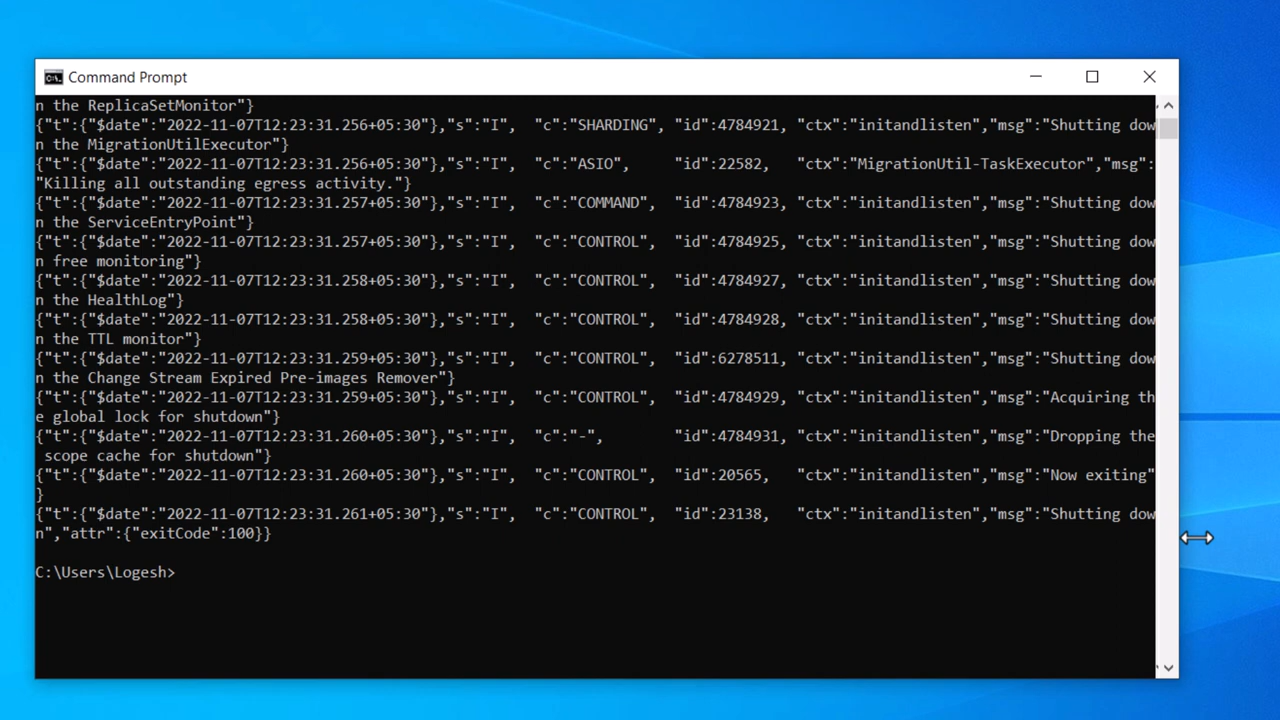 Command Prompt
n the ReplicaSetMonitor"}
{"t":{"$date":"2022-11-07T12:23:31.256+05:30"},"s":"I",  "c":"SHARDING", "id":4784921, "ctx":"initandlisten","msg":"Shutting dow
n the MigrationUtilExecutor"}
{"t":{"$date":"2022-11-07T12:23:31.256+05:30"},"s":"I",  "c":"ASIO",     "id":22582,   "ctx":"MigrationUtil-TaskExecutor","msg":
"Killing all outstanding egress activity."}
{"t":{"$date":"2022-11-07T12:23:31.257+05:30"},"s":"I",  "c":"COMMAND",  "id":4784923, "ctx":"initandlisten","msg":"Shutting dow
n the ServiceEntryPoint"}
{"t":{"$date":"2022-11-07T12:23:31.257+05:30"},"s":"I",  "c":"CONTROL",  "id":4784925, "ctx":"initandlisten","msg":"Shutting dow
n free monitoring"}
{"t":{"$date":"2022-11-07T12:23:31.258+05:30"},"s":"I",  "c":"CONTROL",  "id":4784927, "ctx":"initandlisten","msg":"Shutting dow
n the HealthLog"}
{"t":{"$date":"2022-11-07T12:23:31.258+05:30"},"s":"I",  "c":"CONTROL",  "id":4784928, "ctx":"initandlisten","msg":"Shutting dow
n the TTL monitor"}
{"t":{"$date":"2022-11-07T12:23:31.259+05:30"},"s":"I",  "c":"CONTROL",  "id":6278511, "ctx":"initandlisten","msg":"Shutting dow
n the Change Stream Expired Pre-images Remover"}
{"t":{"$date":"2022-11-07T12:23:31.259+05:30"},"s":"I",  "c":"CONTROL",  "id":4784929, "ctx":"initandlisten","msg":"Acquiring th
e global lock for shutdown"}
{"t":{"$date":"2022-11-07T12:23:31.260+05:30"},"s":"I",  "c":"-",        "id":4784931, "ctx":"initandlisten","msg":"Dropping the
 scope cache for shutdown"}
{"t":{"$date":"2022-11-07T12:23:31.260+05:30"},"s":"I",  "c":"CONTROL",  "id":20565,   "ctx":"initandlisten","msg":"Now exiting"
}
{"t":{"$date":"2022-11-07T12:23:31.261+05:30"},"s":"I",  "c":"CONTROL",  "id":23138,   "ctx":"initandlisten","msg":"Shutting dow
n","attr":{"exitCode":100}}
C:\Users\Logesh>